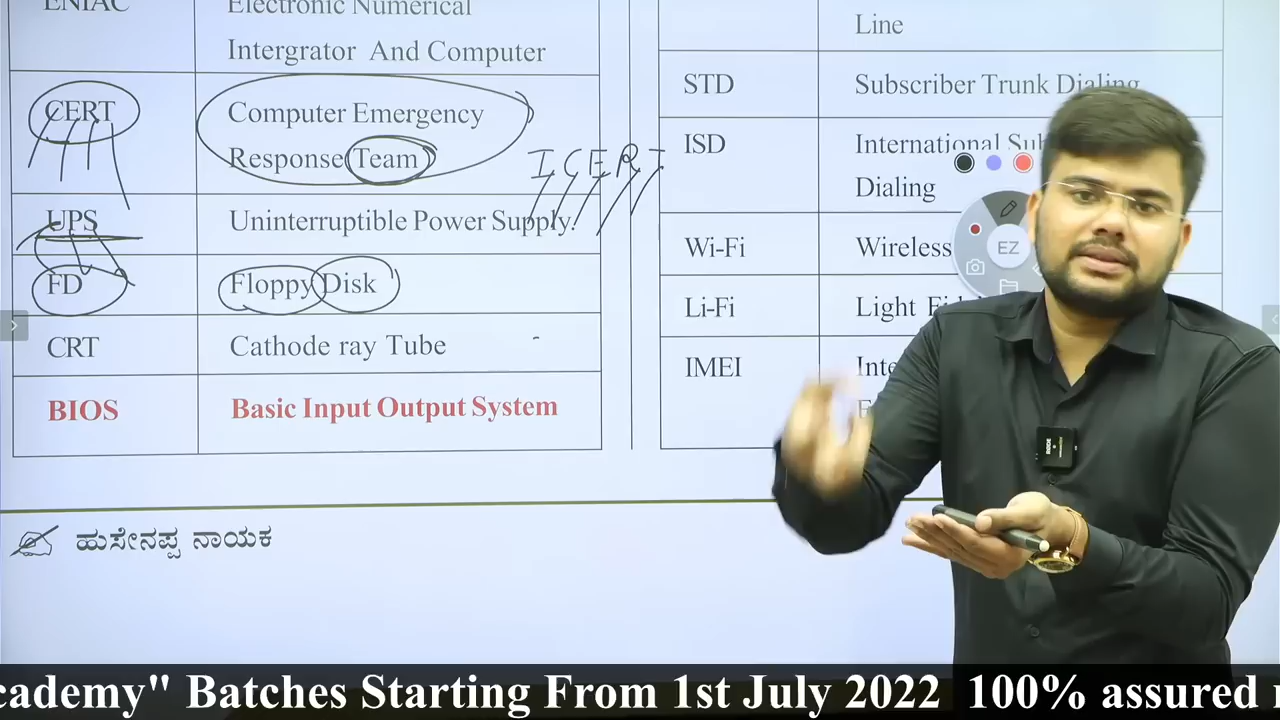 ENIAC Electronic Numerical
Intergrator And Computer
CERT Computer Emergency
Response Team
ICERT
UPS Uninterruptible Power Supply.
FD Floppy Disk
CRT Cathode ray Tube
BIOS Basic Input Output System
Line
STD Subscriber Trunk Dialing
ISD International
Dialing
Wi-Fi Wireless
Li-Fi Light
IMEI
EZ
ಹುಸೇನಪ್ಪ ನಾಯಕ
RODE
cademy" Batches Starting From 1st July 2022 100% assured